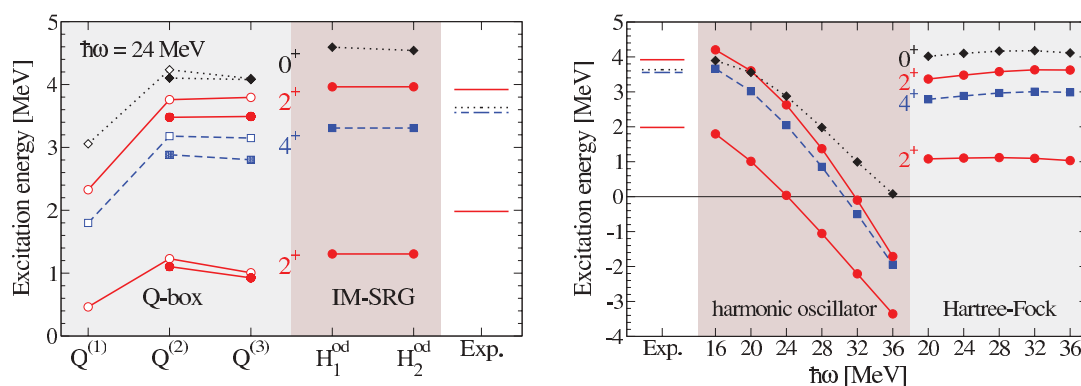 Excitation energy [MeV]
5
4
3
2
1
0
ħω = 24 MeV
0+
2+
4+
2+
Q-box
IM-SRG
Q(1)
Q(2)
Q(3)
H1od
H2od
Exp.
Excitation energy [MeV]
5
4
3
2
1
0
-1
-2
-3
-4
0+
2+
4+
2+
harmonic oscillator
Hartree-Fock
Exp.
16 20 24 28 32 36 20 24 28 32 36
ħω [MeV]